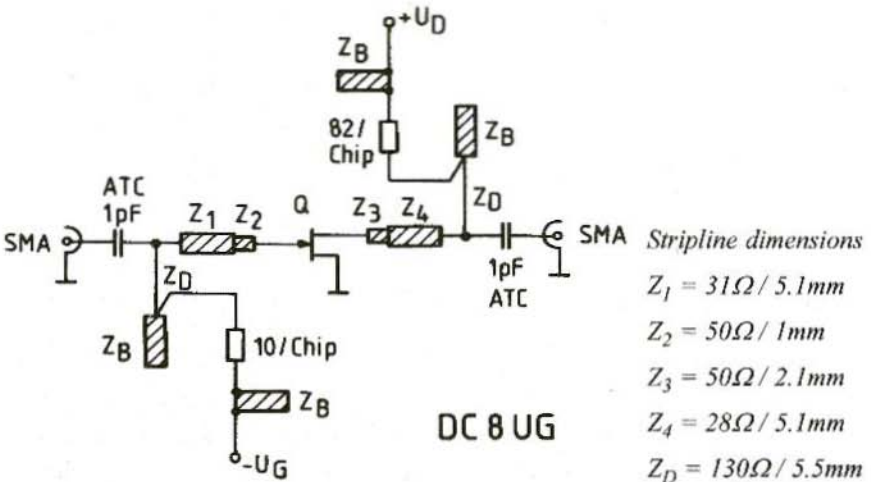 +UD
ZB
82/
Chip
ZB
ATC
1pF
Z1 Z2
Q
Z3 Z4
ZD
SMA
SMA
1pF
ATC
ZD
ZB
10/Chip
ZB
-UG
DC 8 UG
Stripline dimensions
Z1 = 31Ω / 5.1mm
Z2 = 50Ω / 1mm
Z3 = 50Ω / 2.1mm
Z4 = 28Ω / 5.1mm
ZD = 130Ω / 5.5mm